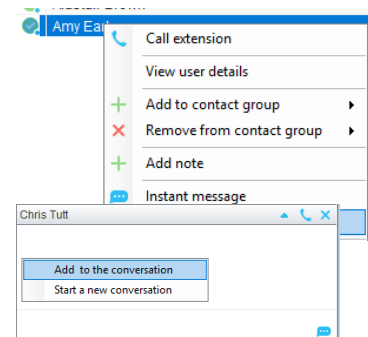 Amy Ear
Call extension
View user details
Add to contact group
Remove from contact group
Add note
Instant message
Chris Tutt
Add to the conversation
Start a new conversation